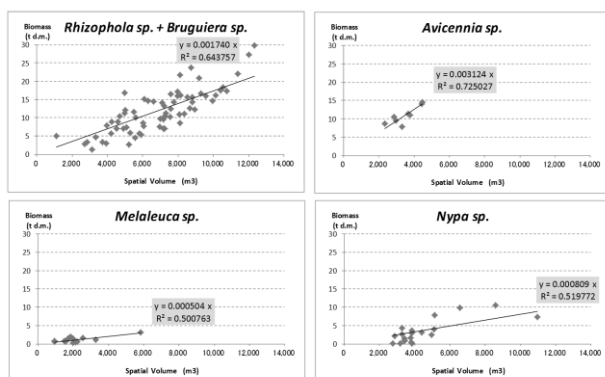 Biomass
(t d.m.)
Rhizophola sp. + Bruguiera sp.
30
25
20
15
10
5
0
y = 0.001740 x
R² = 0.643757
0
2,000
4,000
6,000
8,000
10,000
12,000
14,000
Spatial Volume (m3)
Biomass
(t d.m.)
Avicennia sp.
30
25
20
15
10
5
0
y = 0.003124 x
R² = 0.725027
0
2,000
4,000
6,000
8,000
10,000
12,000
14,000
Spatial Volume (m3)
Biomass
(t d.m.)
Melaleuca sp.
30
25
20
15
10
5
0
y = 0.000504 x
R² = 0.500763
0
2,000
4,000
6,000
8,000
10,000
12,000
14,000
Spatial Volume (m3)
Biomass
(t d.m.)
Nypa sp.
30
25
20
15
10
5
0
y = 0.000809 x
R² = 0.519772
0
2,000
4,000
6,000
8,000
10,000
12,000
14,000
Spatial Volume (m3)